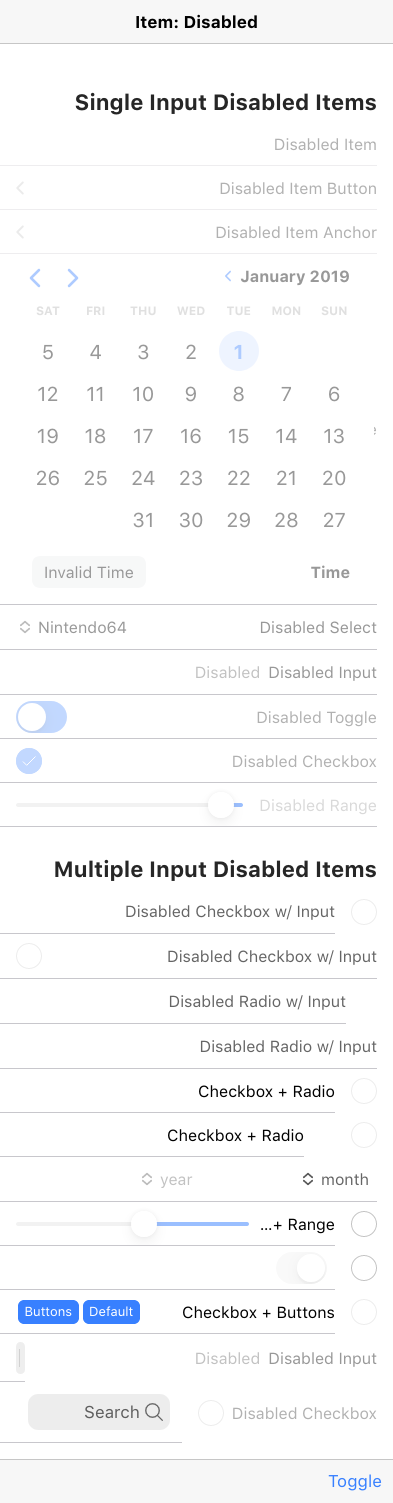 Item: Disabled
Single Input Disabled Items
Disabled Item
Disabled Item Button
Disabled Item Anchor
January 2019
SUN MON TUE WED THU FRI SAT
1 2 3 4 5
6 7 8 9 10 11 12
13 14 15 16 17 18 19
20 21 22 23 24 25 26
27 28 29 30 31
Time Invalid Time
Disabled Select Nintendo64
Disabled Input Disabled
Disabled Toggle
Disabled Checkbox
Disabled Range
Multiple Input Disabled Items
Disabled Checkbox w/ Input
Disabled Checkbox w/ Input
Disabled Radio w/ Input
Disabled Radio w/ Input
Checkbox + Radio
Checkbox + Radio
month year
...+ Range
Checkbox + Buttons Default Buttons
Disabled Input Disabled
Disabled Checkbox Search
Toggle